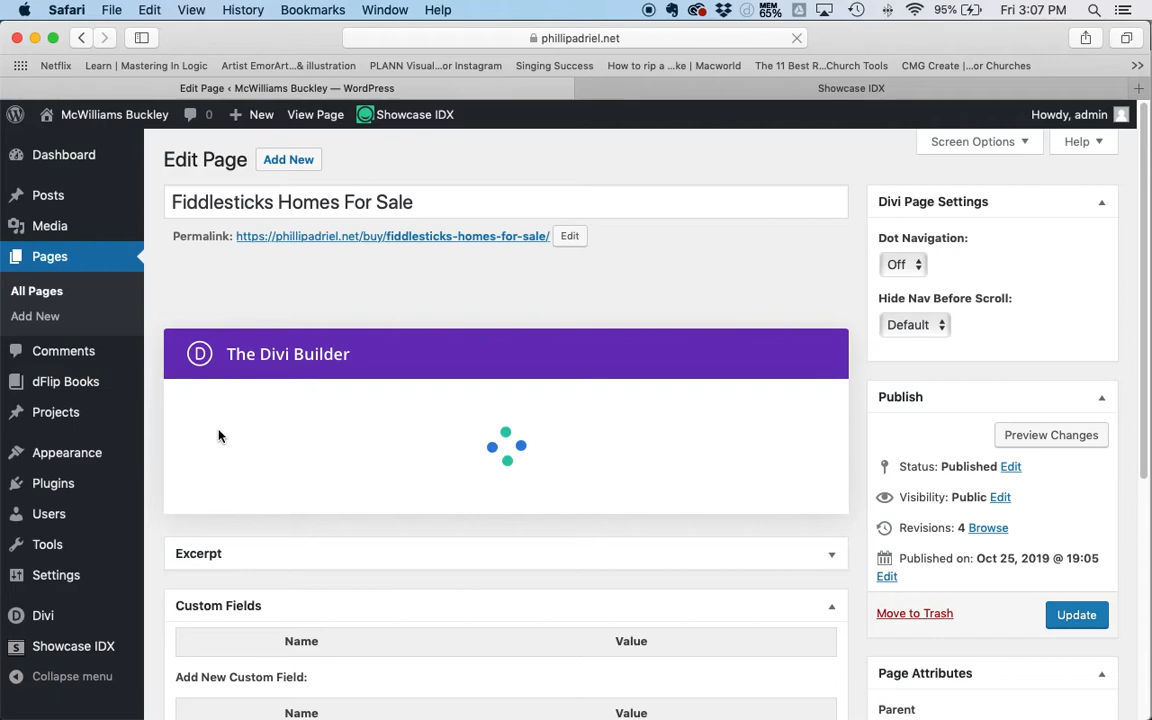 Safari File Edit View History Bookmarks Window Help MEM 65% 95% Fri 3:07 PM
phillipadriel.net
Netflix Learn | Mastering In Logic Artist EmorArt...& illustration PLANN Visual...or Instagram Singing Success How to rip a ...ke | Macworld The 11 Best R...Church Tools CMG Create |...or Churches >>
Edit Page ‹ McWilliams Buckley — WordPress Showcase IDX
McWilliams Buckley 0 New View Page Showcase IDX Howdy, admin
Screen Options Help
Edit Page Add New
Fiddlesticks Homes For Sale
Permalink: https://phillipadriel.net/buy/fiddlesticks-homes-for-sale/ Edit
D The Divi Builder
Excerpt
Custom Fields
Name Value
Add New Custom Field:
Name Value
Dashboard
Posts
Media
Pages
All Pages
Add New
Comments
dFlip Books
Projects
Appearance
Plugins
Users
Tools
Settings
D Divi
S Showcase IDX
Collapse menu
Divi Page Settings
Dot Navigation:
Off
Hide Nav Before Scroll:
Default
Publish
Preview Changes
Status: Published Edit
Visibility: Public Edit
Revisions: 4 Browse
Published on: Oct 25, 2019 @ 19:05
Edit
Move to Trash Update
Page Attributes
Parent